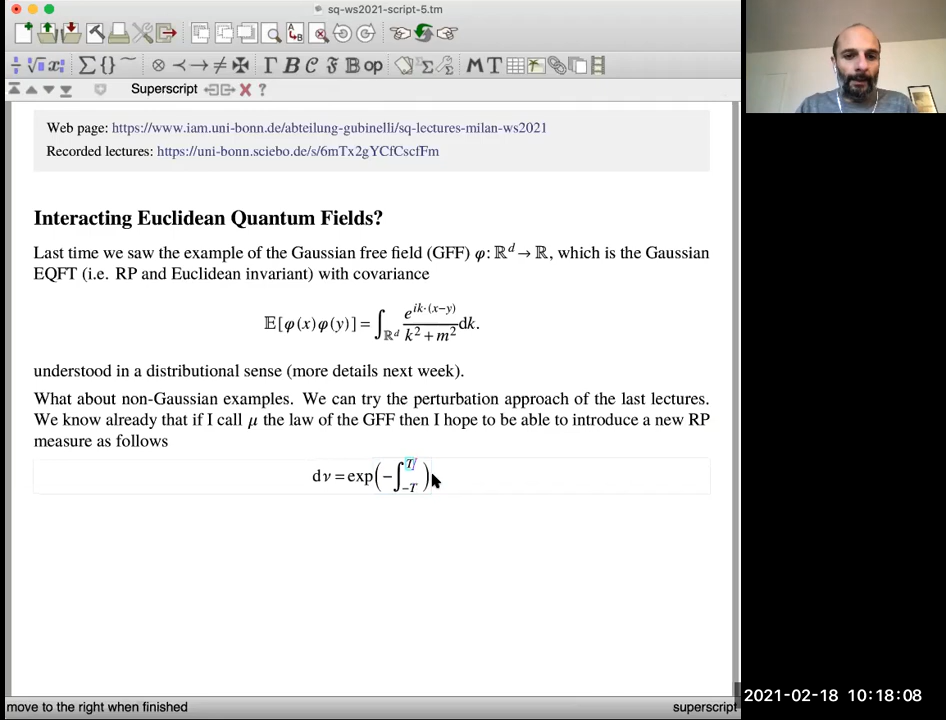 sq-ws2021-script-5.tm
Superscript
Web page: https://www.iam.uni-bonn.de/abteilung-gubinelli/sq-lectures-milan-ws2021
Recorded lectures: https://uni-bonn.sciebo.de/s/6mTx2gYCfCscfFm
Interacting Euclidean Quantum Fields?
Last time we saw the example of the Gaussian free field (GFF) φ: ℝ^d → ℝ, which is the Gaussian
EQFT (i.e. RP and Euclidean invariant) with covariance
𝔼[φ(x)φ(y)] = ∫_{ℝ^d} e^{ik·(x−y)}/(k^2 + m^2) dk.
understood in a distributional sense (more details next week).
What about non-Gaussian examples. We can try the perturbation approach of the last lectures.
We know already that if I call μ the law of the GFF then I hope to be able to introduce a new RP
measure as follows
dν = exp(−∫_{−T}^{T})
move to the right when finished
superscript
2021-02-18 10:18:08